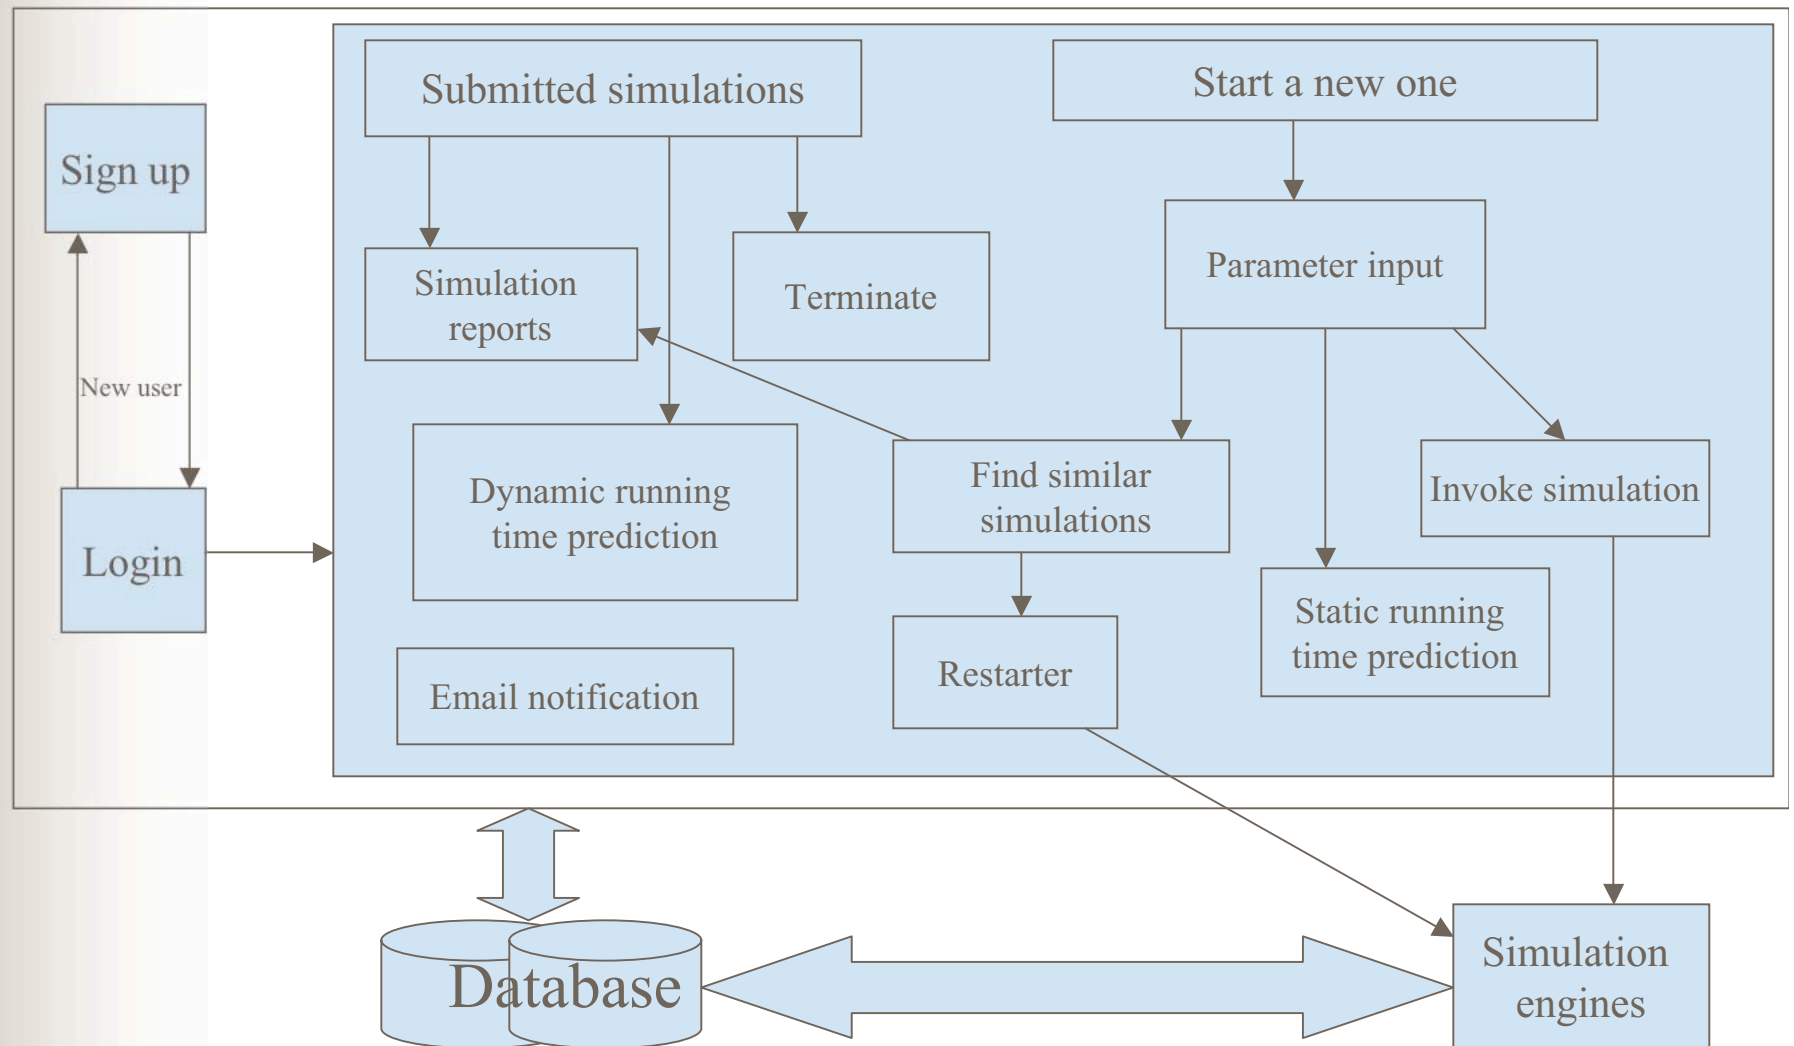 Submitted simulations
Start a new one
Sign up
Simulation
reports
Terminate
Parameter input
New user
Dynamic running
time prediction
Find similar
simulations
Invoke simulation
Login
Static running
time prediction
Restarter
Email notification
Database
Simulation
engines